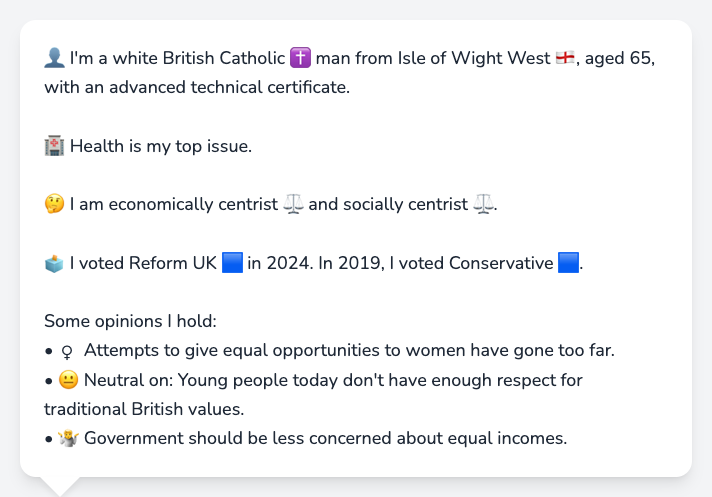 👤 I'm a white British Catholic ✝️ man from Isle of Wight West 🏴󠁧󠁢󠁥󠁮󠁧󠁿, aged 65,
with an advanced technical certificate.
🏥 Health is my top issue.
🤔 I am economically centrist ⚖️ and socially centrist ⚖️.
🗳️ I voted Reform UK 🟦 in 2024. In 2019, I voted Conservative 🟦.
Some opinions I hold:
• ♀ Attempts to give equal opportunities to women have gone too far.
• 😐 Neutral on: Young people today don't have enough respect for
traditional British values.
• 🤷 Government should be less concerned about equal incomes.